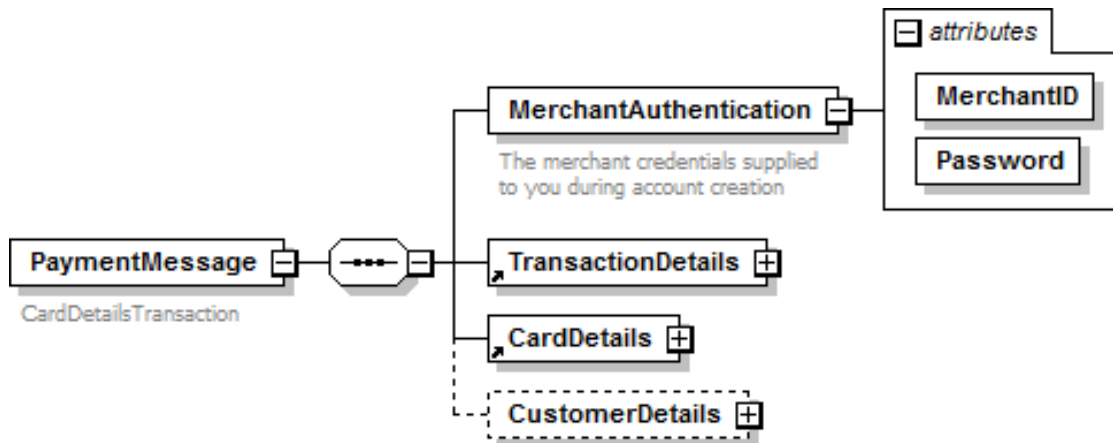 attributes
MerchantID
Password
MerchantAuthentication
The merchant credentials supplied
to you during account creation
PaymentMessage
CardDetailsTransaction
TransactionDetails
CardDetails
CustomerDetails